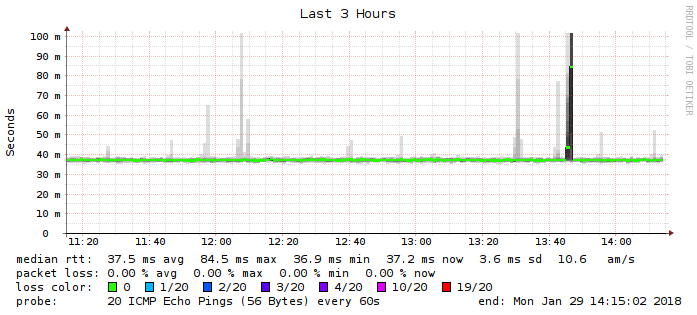 Last 3 Hours
RRDTOOL / TOBI OETIKER
Seconds
100 m
90 m
80 m
70 m
60 m
50 m
40 m
30 m
20 m
10 m
0
11:20 11:40 12:00 12:20 12:40 13:00 13:20 13:40 14:00
median rtt: 37.5 ms avg 84.5 ms max 36.9 ms min 37.2 ms now 3.6 ms sd 10.6 am/s
packet loss: 0.00 % avg 0.00 % max 0.00 % min 0.00 % now
loss color: 0 1/20 2/20 3/20 4/20 10/20 19/20
probe: 20 ICMP Echo Pings (56 Bytes) every 60s end: Mon Jan 29 14:15:02 2018